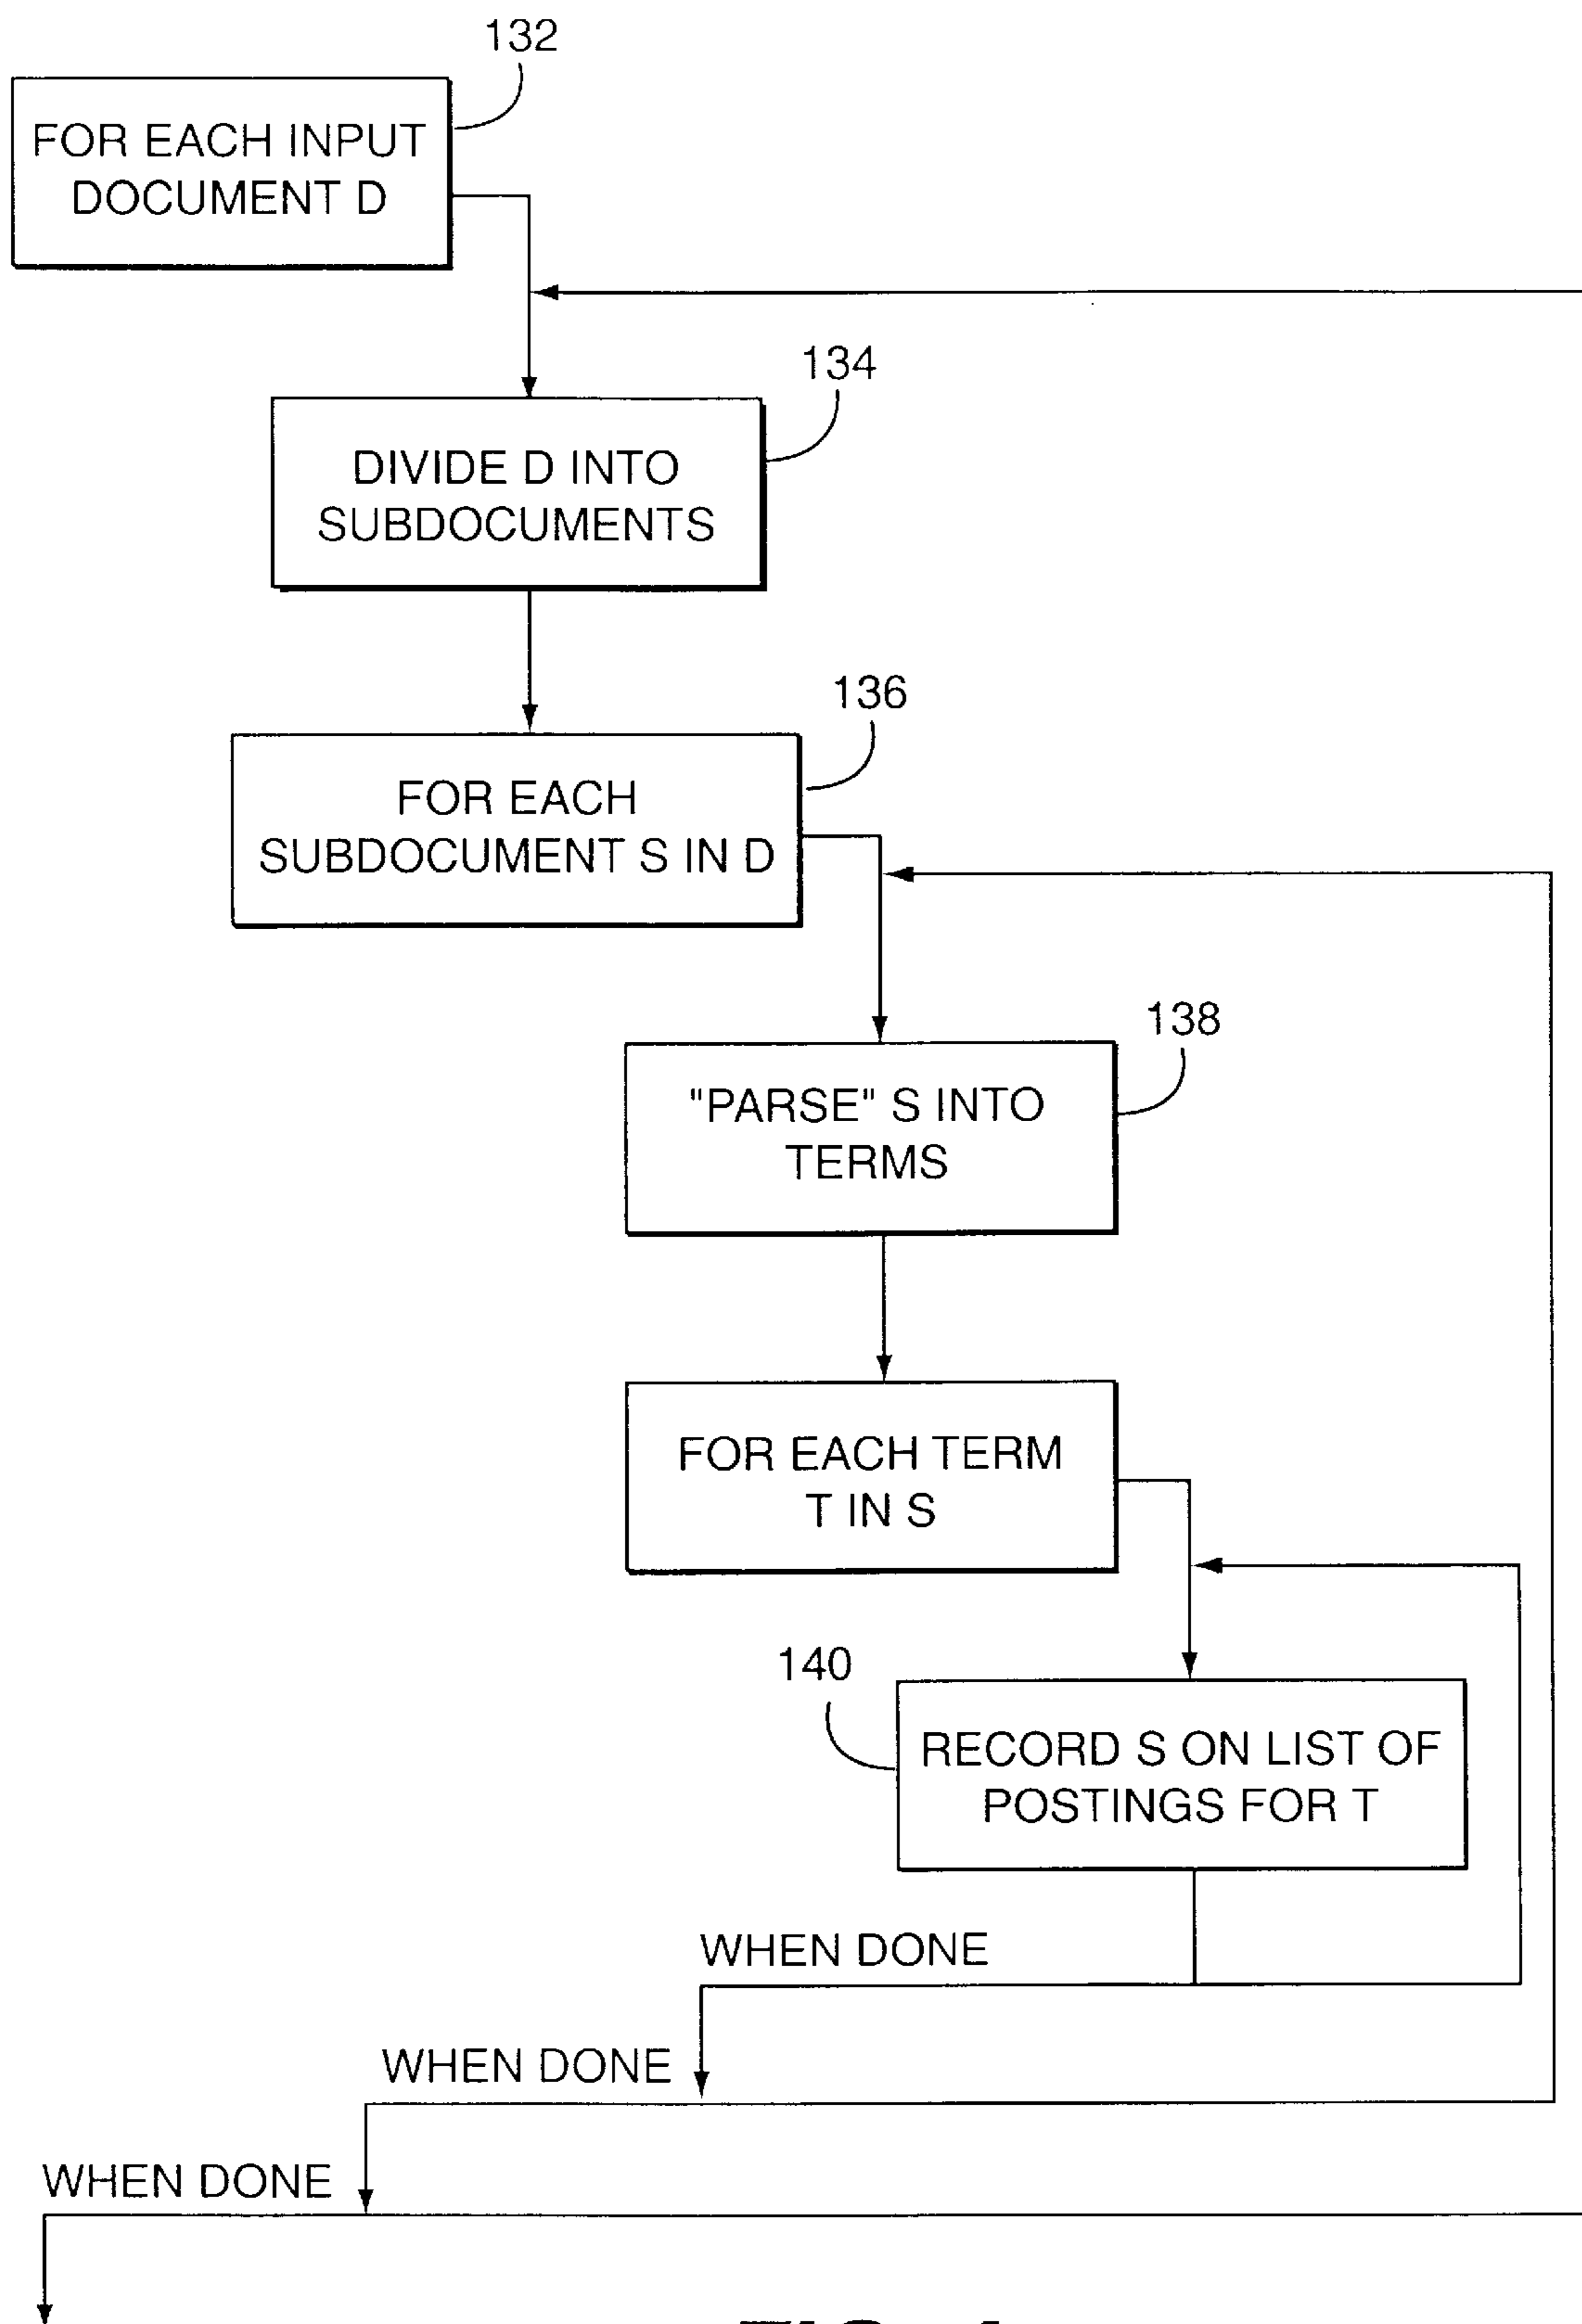 132
FOR EACH INPUT
DOCUMENT D
134
DIVIDE D INTO
SUBDOCUMENTS
136
FOR EACH
SUBDOCUMENT S IN D
138
"PARSE" S INTO
TERMS
FOR EACH TERM
T IN S
140
RECORD S ON LIST OF
POSTINGS FOR T
WHEN DONE
WHEN DONE
WHEN DONE